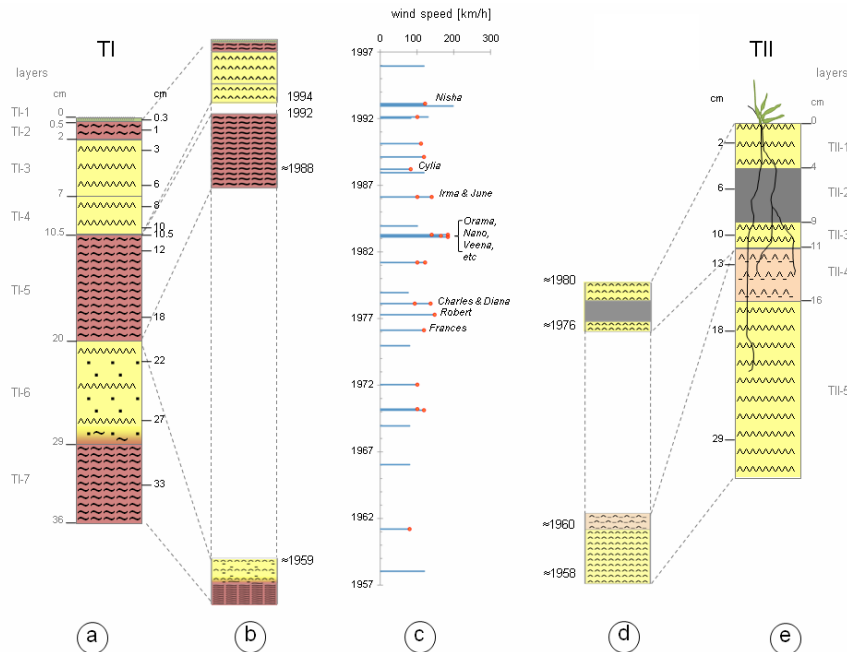 TI
layers
cm
cm
TI-1
0
0.3
0.5
TI-2
1
2
3
TI-3
6
7
8
TI-4
10
10.5
10.5
12
TI-5
18
20
22
TI-6
27
29
TI-7
33
36
a
1994
1992
≈1988
≈1959
b
wind speed [km/h]
0 100 200 300
1997
Nisha
1992
Cylia
1987
Irma & June
Orama,
Nano,
Veena,
etc
1982
Charles & Diana
1977
Robert
Frances
1972
1967
1962
1957
c
≈1980
≈1976
≈1960
≈1958
d
TII
layers
cm
cm
0
2
TII-1
4
6
TII-2
9
10
TII-3
11
13
TII-4
16
18
TII-5
29
e